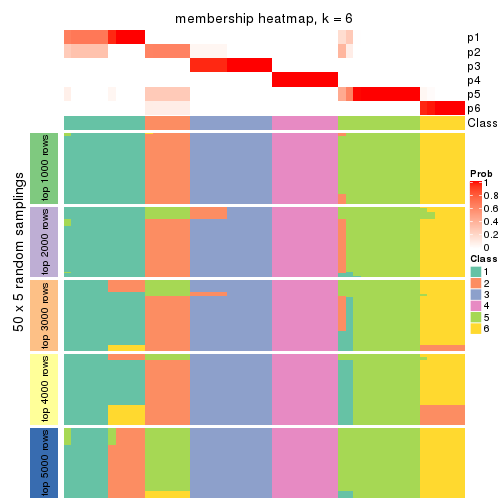 membership heatmap, k = 6
p1
p2
p3
p4
p5
p6
Class
50 x 5 random samplings
top 1000 rows
top 2000 rows
top 3000 rows
top 4000 rows
top 5000 rows
Prob
1
0.8
0.6
0.4
0.2
0
Class
1
2
3
4
5
6